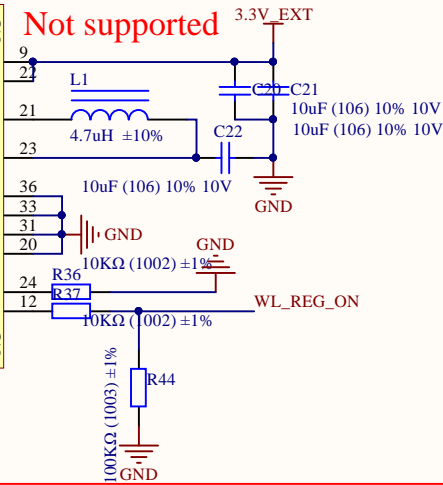 Not supported
3.3V_EXT
9
22
L1
C20
C21
10uF (106) 10% 10V
21
4.7uH ±10%
C22
10uF (106) 10% 10V
23
10uF (106) 10% 10V
36
GND
33
31
GND
20
GND
10KΩ (1002) ±1%
24
R36
12
R37
WL_REG_ON
10KΩ (1002) ±1%
100KΩ (1003) ±1%
R44
GND